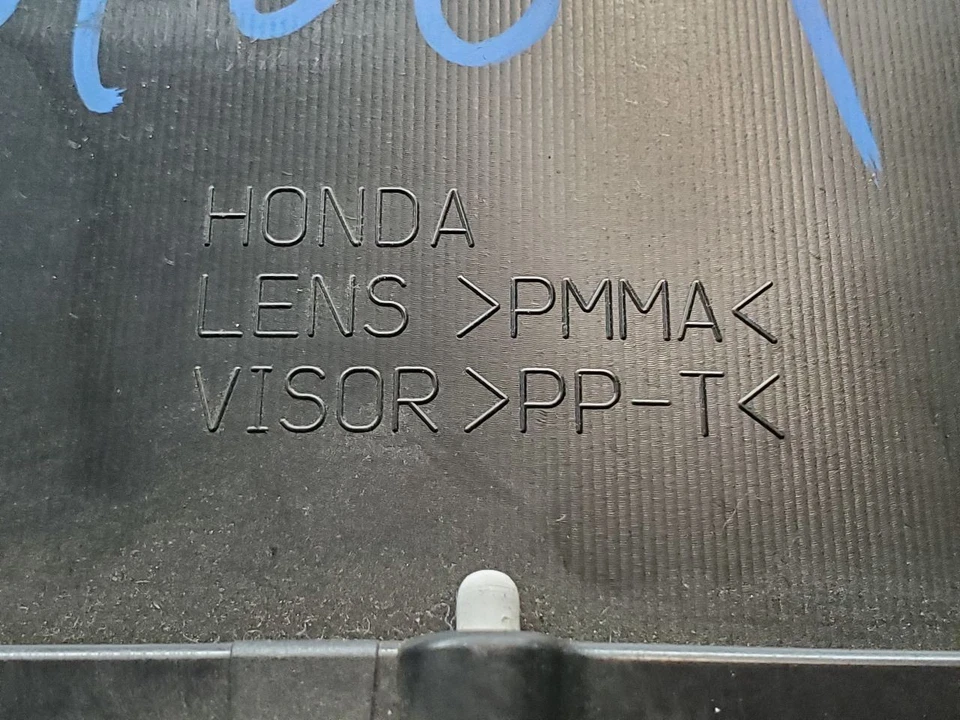 HONDA
LENS >PMMA<
VISOR >PP-T<